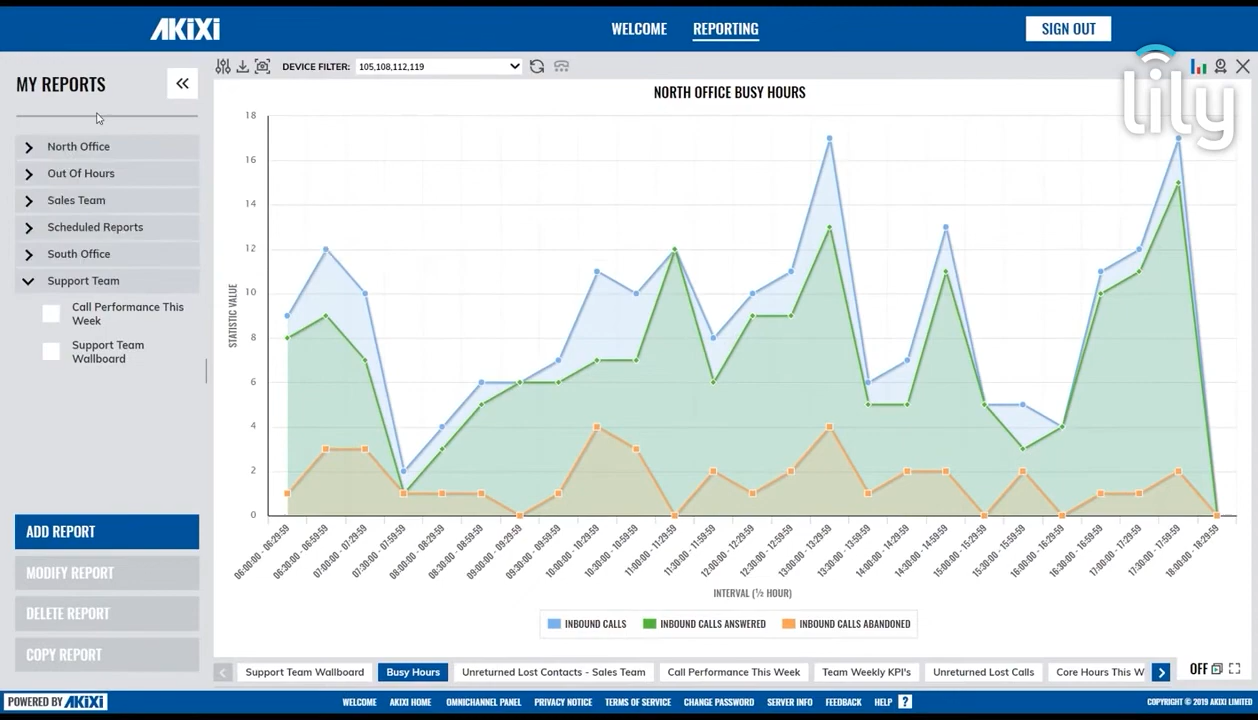 AKIXI
WELCOME
REPORTING
SIGN OUT
MY REPORTS
DEVICE FILTER:
105,108,112,119
lily
NORTH OFFICE BUSY HOURS
North Office
Out Of Hours
Sales Team
Scheduled Reports
South Office
Support Team
Call Performance This
Week
Support Team
Wallboard
ADD REPORT
MODIFY REPORT
DELETE REPORT
COPY REPORT
STATISTIC VALUE
18
16
14
12
10
8
6
4
2
0
06:00:00 - 06:29:59
06:30:00 - 06:59:59
07:00:00 - 07:29:59
07:30:00 - 07:59:59
08:00:00 - 08:29:59
08:30:00 - 08:59:59
09:00:00 - 09:29:59
09:30:00 - 09:59:59
10:00:00 - 10:29:59
10:30:00 - 10:59:59
11:00:00 - 11:29:59
11:30:00 - 11:59:59
12:00:00 - 12:29:59
12:30:00 - 12:59:59
13:00:00 - 13:29:59
13:30:00 - 13:59:59
14:00:00 - 14:29:59
14:30:00 - 14:59:59
15:00:00 - 15:29:59
15:30:00 - 15:59:59
16:00:00 - 16:29:59
16:30:00 - 16:59:59
17:00:00 - 17:29:59
17:30:00 - 17:59:59
18:00:00 - 18:29:59
INTERVAL (½ HOUR)
INBOUND CALLS
INBOUND CALLS ANSWERED
INBOUND CALLS ABANDONED
Support Team Wallboard
Busy Hours
Unreturned Lost Contacts - Sales Team
Call Performance This Week
Team Weekly KPI's
Unreturned Lost Calls
Core Hours This W
OFF
POWERED BY AKIXI
WELCOME
AKIXI HOME
OMNICHANNEL PANEL
PRIVACY NOTICE
TERMS OF SERVICE
CHANGE PASSWORD
SERVER INFO
FEEDBACK
HELP ?
COPYRIGHT © 2019 AKIXI LIMITED